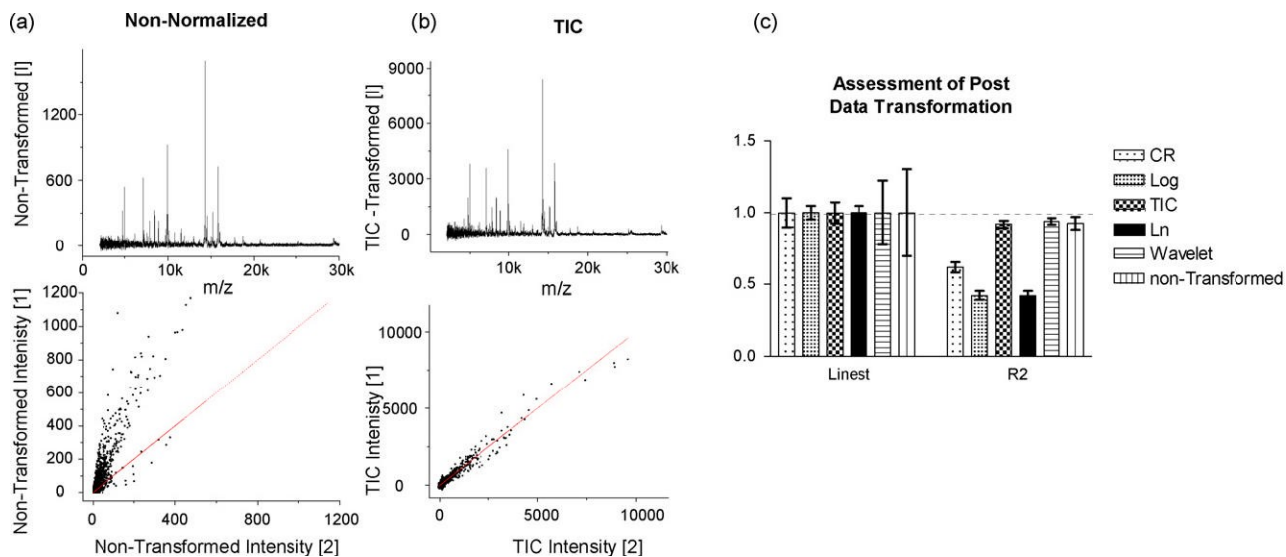 (a)
Non-Normalized
Non-Transformed [I]
1200
600
0
0
10k
20k
30k
m/z
Non-Transformed Intenisty [1]
1200
1000
800
600
400
200
0
0
400
800
1200
Non-Transformed Intensity [2]
(b)
TIC
TIC -Transformed [I]
9000
6000
3000
0
10k
20k
30k
m/z
TIC Intenisty [1]
10000
5000
0
0
5000
10000
TIC Intensity [2]
(c)
Assessment of Post
Data Transformation
1.5
1.0
0.5
0.0
Linest
R2
CR
Log
TIC
Ln
Wavelet
non-Transformed